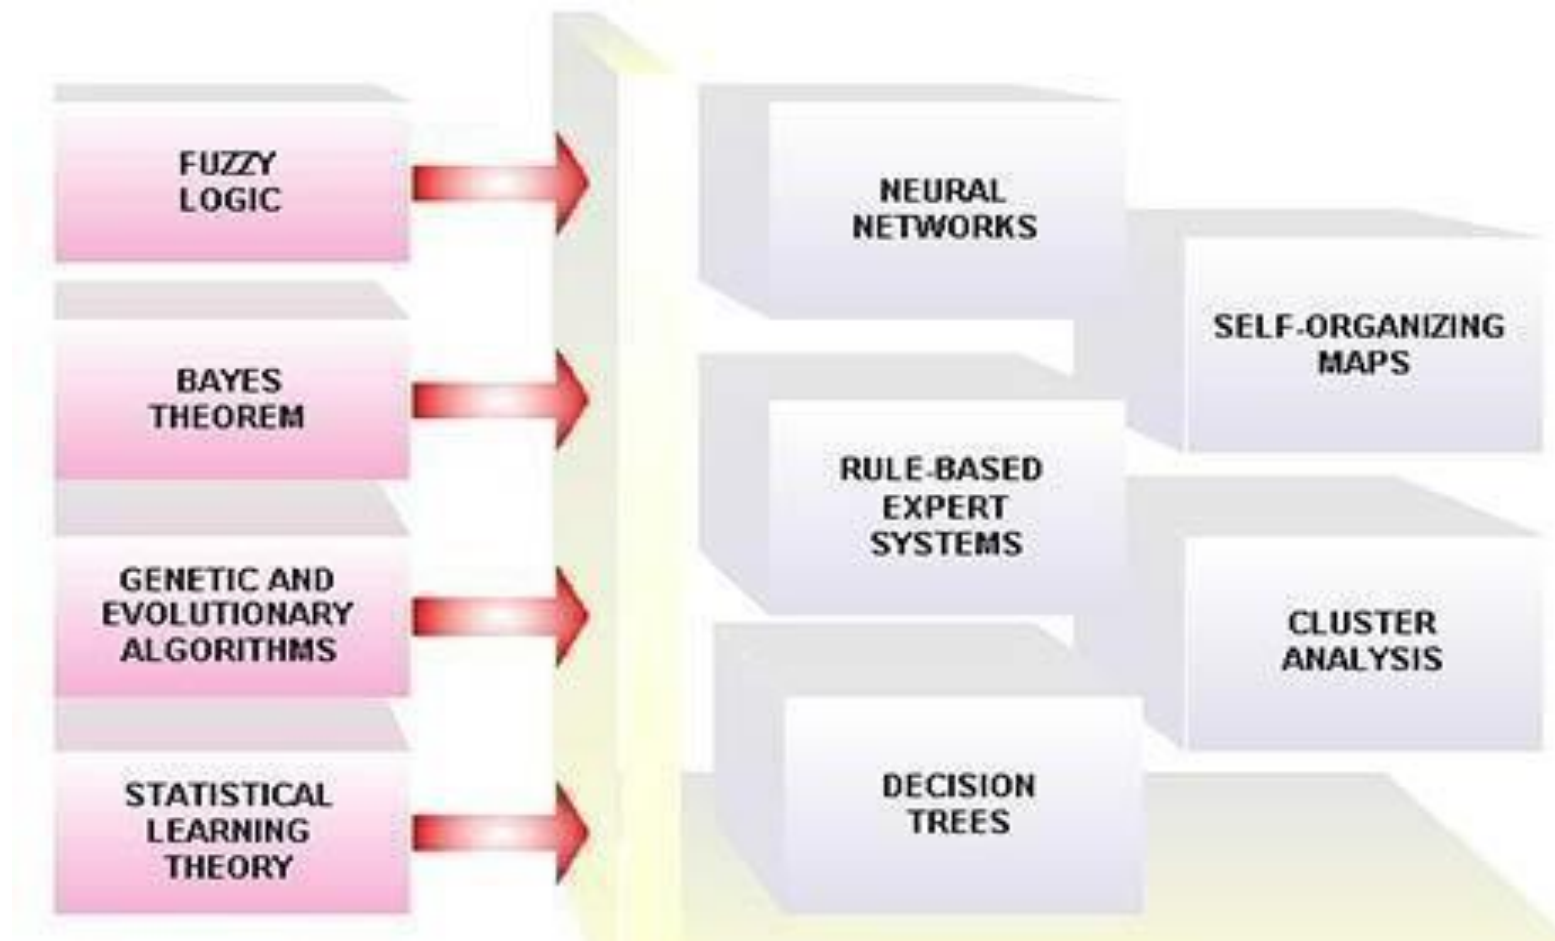 FUZZY
LOGIC
BAYES
THEOREM
GENETIC AND
EVOLUTIONARY
ALGORITHMS
STATISTICAL
LEARNING
THEORY
NEURAL
NETWORKS
SELF-ORGANIZING
MAPS
RULE-BASED
EXPERT
SYSTEMS
CLUSTER
ANALYSIS
DECISION
TREES